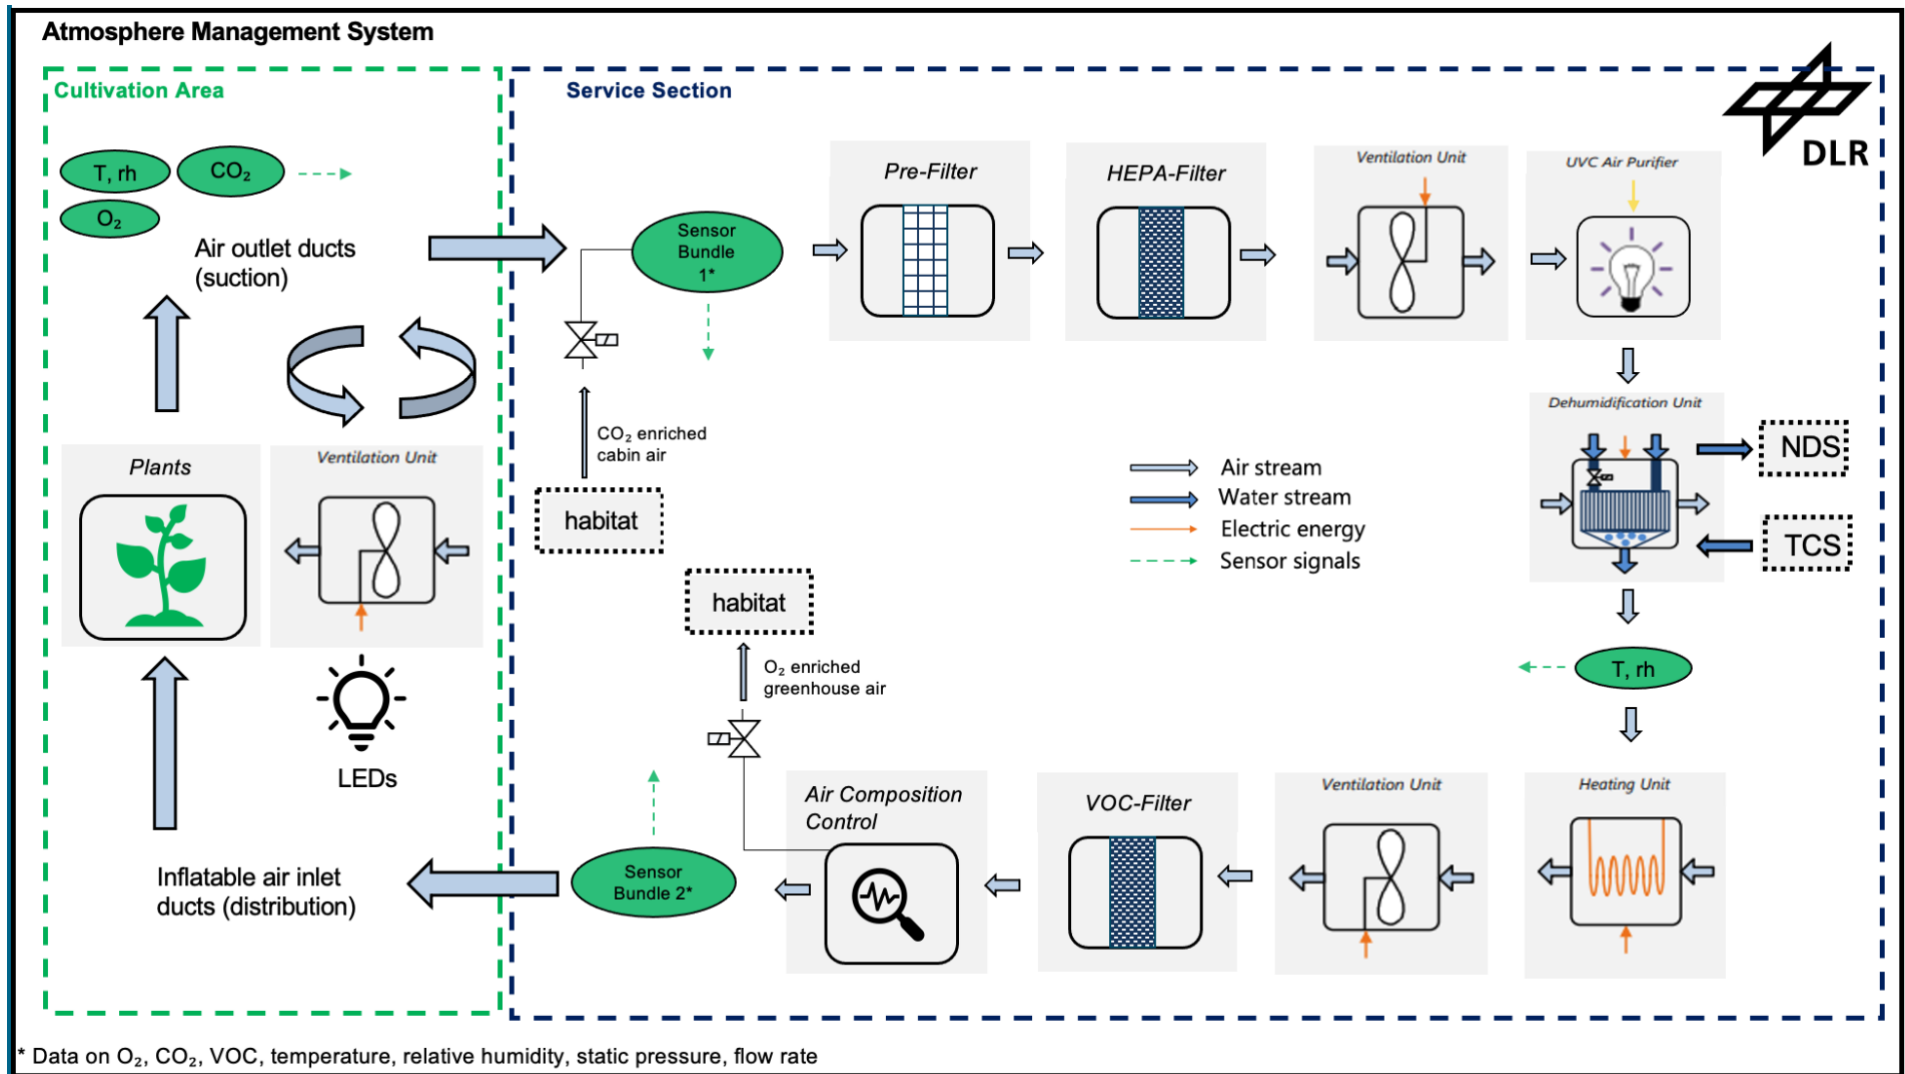 Atmosphere Management System
Cultivation Area
Service Section
DLR
T, rh
CO₂
O₂
Air outlet ducts
(suction)
Sensor
Bundle
1*
Pre-Filter
HEPA-Filter
Ventilation Unit
UVC Air Purifier
CO₂ enriched
cabin air
habitat
Plants
Ventilation Unit
LEDs
Air stream
Water stream
Electric energy
Sensor signals
Dehumidification Unit
NDS
TCS
T, rh
habitat
O₂ enriched
greenhouse air
Inflatable air inlet
ducts (distribution)
Sensor
Bundle 2*
Air Composition
Control
VOC-Filter
Ventilation Unit
Heating Unit
* Data on O₂, CO₂, VOC, temperature, relative humidity, static pressure, flow rate